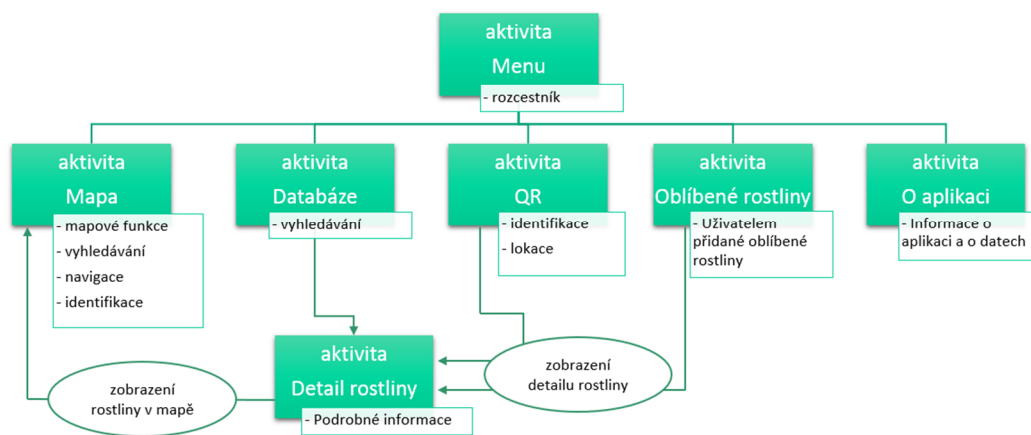 aktivita
Menu
- rozcestník
aktivita
Mapa
- mapové funkce
- vyhledávání
- navigace
- identifikace
aktivita
Databáze
- vyhledávání
aktivita
QR
- identifikace
- lokace
aktivita
Oblíbené rostliny
- Uživatelem
přidané oblíbené
rostliny
aktivita
O aplikaci
- Informace o
aplikaci a o datech
zobrazení
rostliny v mapě
aktivita
Detail rostliny
- Podrobné informace
zobrazení
detailu rostliny